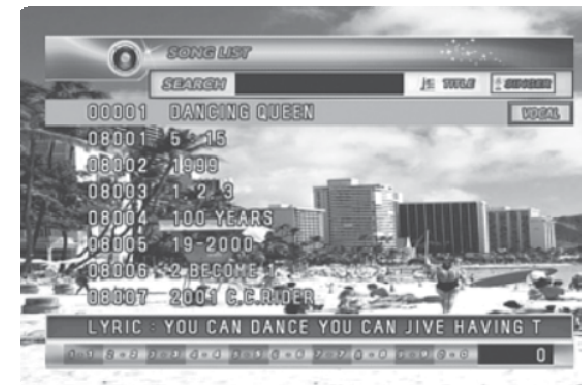 SONG LIST
SEARCH TITLE SINGER
00001 DANCING QUEEN VOCAL
08001 5 - 15
08002 1999
08003 1 2 3
08004 100 YEARS
08005 19-2000
08006 2 BECOME 1
08007 2001 C.C.RIDER
LYRIC : YOU CAN DANCE YOU CAN JIVE HAVING T
0